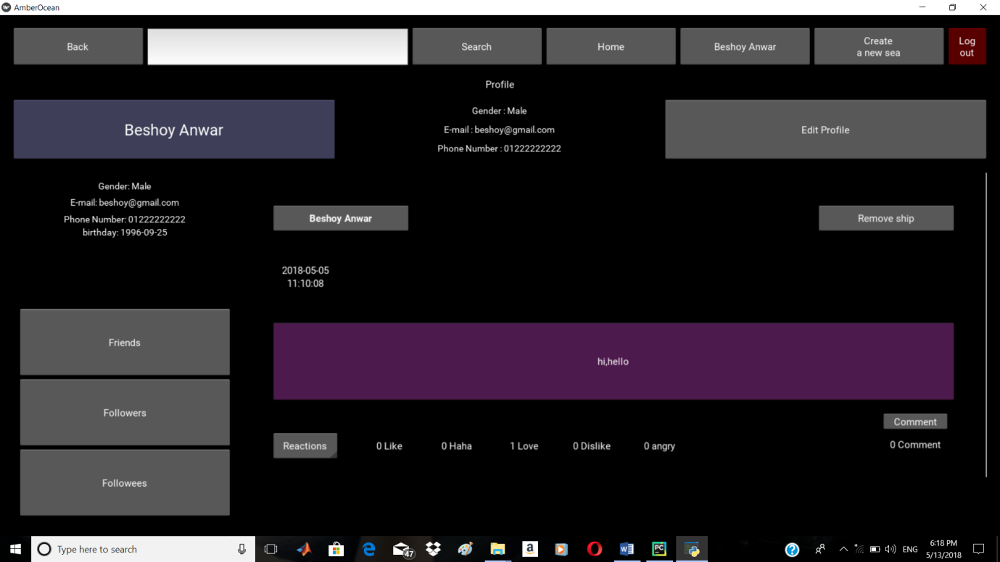 AmberOcean
Back
Search
Home
Beshoy Anwar
Create
a new sea
Log
out
Profile
Beshoy Anwar
Gender : Male
E-mail : beshoy@gmail.com
Phone Number : 01222222222
Edit Profile
Gender: Male
E-mail: beshoy@gmail.com
Phone Number: 01222222222
birthday: 1996-09-25
Beshoy Anwar
Remove ship
2018-05-05
11:10:08
hi,hello
Friends
Followers
Followees
Comment
Reactions
0 Like
0 Haha
1 Love
0 Dislike
0 angry
0 Comment
Type here to search
47
a
W
PC
?
ENG
6:18 PM
5/13/2018